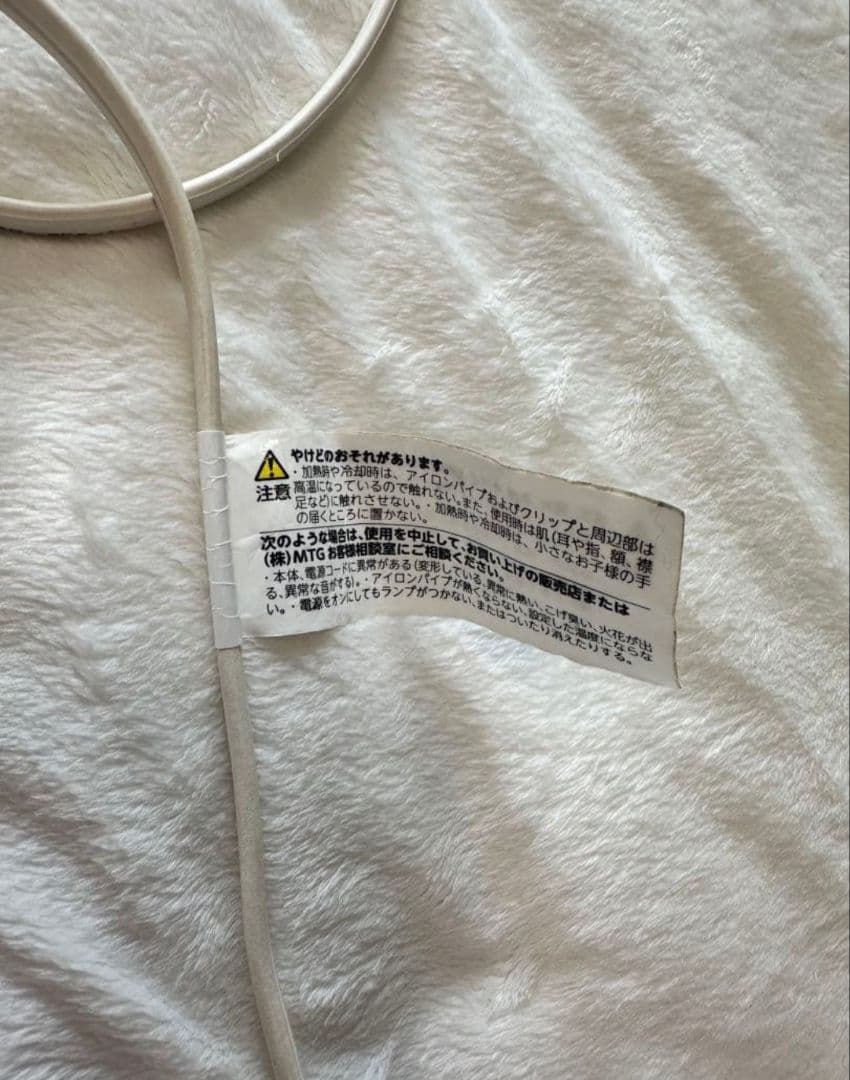 やけどのおそれがあります。
注意
・加熱時や冷却時は、アイロンパイプおよびクリップと周辺部は
高温になっているので触れない。また、使用時は肌(耳や指、額、襟
足など)に触れさせない。・加熱時や冷却時は、小さなお子様の手
の届くところに置かない。
次のような場合は、使用を中止して、お買い上げの販売店または
(株)MTGお客様相談室にご相談ください。
・本体、電源コードに異常がある(変形している、異常に熱い、こげ臭い、火花が出
る、異常な音がする)。・アイロンパイプが熱くならない、設定した温度にならな
い。・電源をオンにしてもランプがつかない、またはついたり消えたりする。